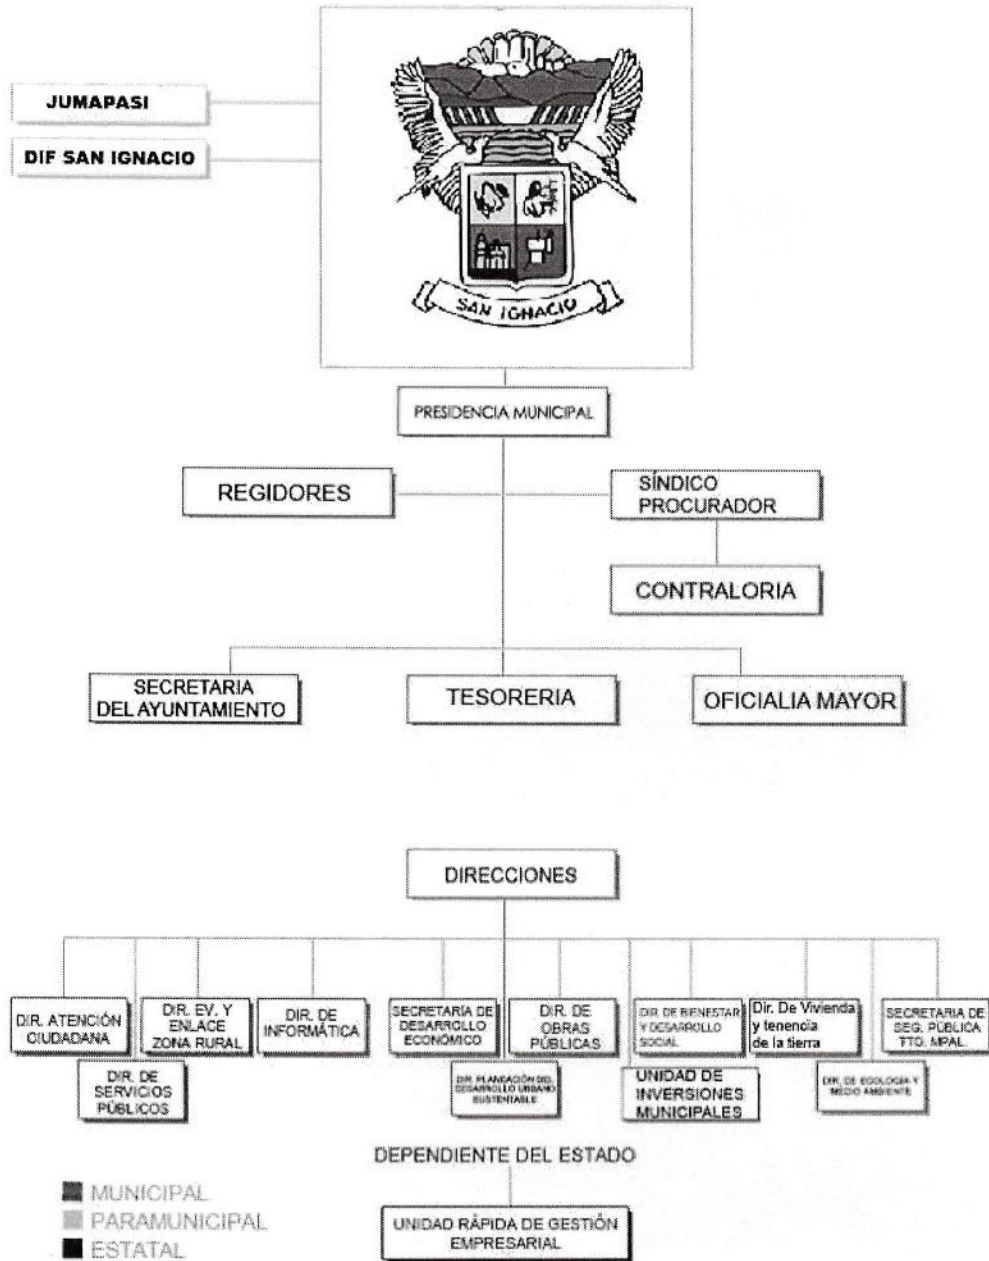 JUMAPASI
DIF SAN IGNACIO
SAN IGNACIO
PRESIDENCIA MUNICIPAL
REGIDORES
SÍNDICO
PROCURADOR
CONTRALORIA
SECRETARIA
DEL AYUNTAMIENTO
TESORERIA
OFICIALIA MAYOR
DIRECCIONES
DIR. ATENCIÓN
CIUDADANA
DIR. EV. Y
ENLACE
ZONA RURAL
DIR. DE
INFORMÁTICA
SECRETARÍA DE
DESARROLLO
ECONÓMICO
DIR. DE
OBRAS
PÚBLICAS
DIR. DE BIENESTAR
Y DESARROLLO
SOCIAL
Dir. De Vivienda
y tenencia
de la tierra
SECRETARIA DE
SEG. PÚBLICA
TTO. MPAL.
DIR. DE
SERVICIOS
PÚBLICOS
DIR. PLANEACIÓN DEL
DESARROLLO URBANO
SUSTENTABLE
UNIDAD DE
INVERSIONES
MUNICIPALES
DIR. DE ECOLOGIA Y
MEDIO AMBIENTE
DEPENDIENTE DEL ESTADO
UNIDAD RÁPIDA DE GESTIÓN
EMPRESARIAL
MUNICIPAL
PARAMUNICIPAL
ESTATAL